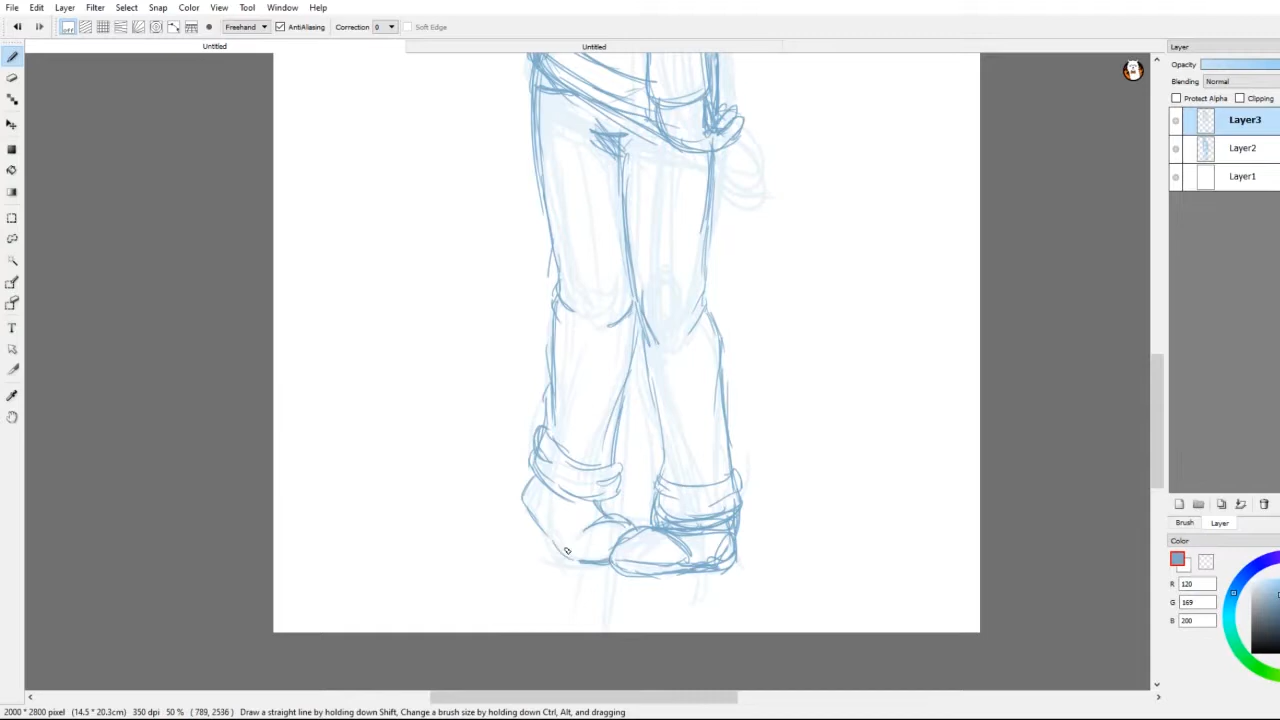 File Edit Layer Filter Select Snap Color View Tool Window Help
off Freehand AntiAliasing Correction 0 Soft Edge
Untitled Untitled
Layer
Opacity
Blending Normal
Protect Alpha Clipping
Layer3
Layer2
Layer1
Brush Layer
Color
R 120
G 169
B 200
2000 * 2800 pixel (14.5 * 20.3cm) 350 dpi 50 % ( 789, 2536 ) Draw a straight line by holding down Shift, Change a brush size by holding down Ctrl, Alt, and dragging